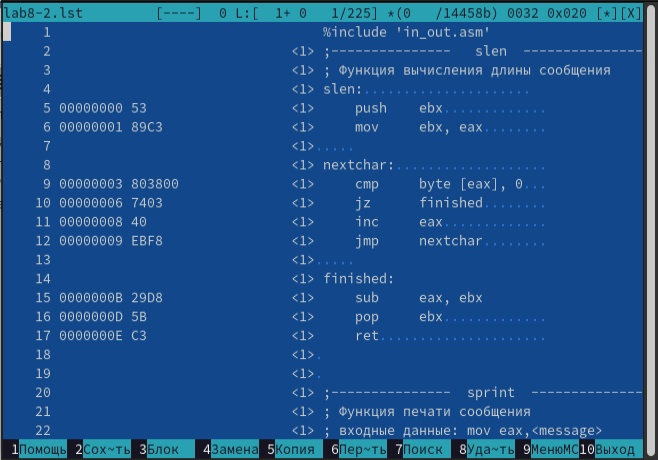 lab8-2.lst [----] 0 L:[ 1+ 0 1/225] *(0 /14458b) 0032 0x020 [*][X]
1 %include 'in_out.asm'
2 <1> ;--------------- slen ---------------
3 <1> ; Функция вычисления длины сообщения
4 <1> slen:.....................
5 00000000 53 <1> push ebx.............
6 00000001 89C3 <1> mov ebx, eax........
7 <1>.....
8 <1> nextchar:...................
9 00000003 803800 <1> cmp byte [eax], 0...
10 00000006 7403 <1> jz finished........
11 00000008 40 <1> inc eax.............
12 00000009 EBF8 <1> jmp nextchar........
13 <1>.....
14 <1> finished:
15 0000000B 29D8 <1> sub eax, ebx
16 0000000D 5B <1> pop ebx.............
17 0000000E C3 <1> ret.....................
18 <1>.
19 <1>.
20 <1> ;--------------- sprint --------------
21 <1> ; Функция печати сообщения
22 <1> ; входные данные: mov eax,<message>
1Помощь 2Сох~ть 3Блок 4Замена 5Копия 6Пер~ть 7Поиск 8Уда~ть 9МенюMC 10Выход